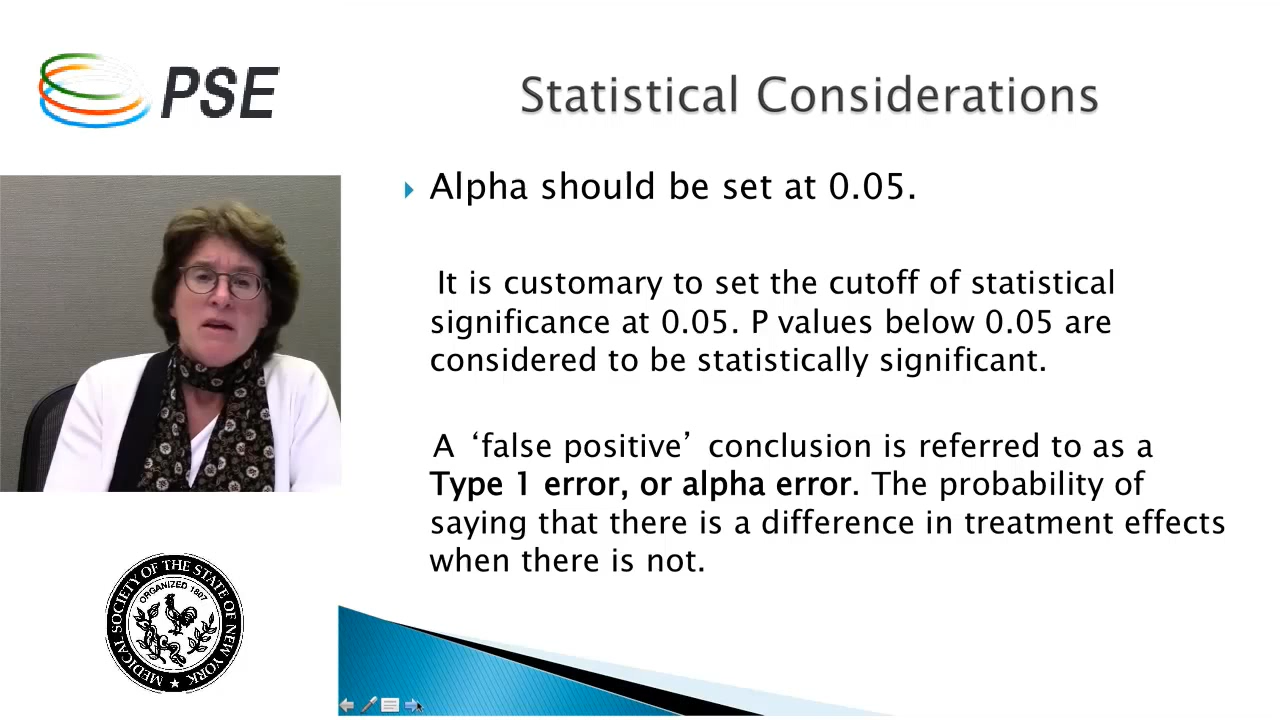 PSE
Statistical Considerations
Alpha should be set at 0.05.
It is customary to set the cutoff of statistical
significance at 0.05. P values below 0.05 are
considered to be statistically significant.
A ‘false positive’ conclusion is referred to as a
Type 1 error, or alpha error. The probability of
saying that there is a difference in treatment effects
when there is not.
MEDICAL SOCIETY OF THE STATE OF NEW YORK
ORGANIZED 1807